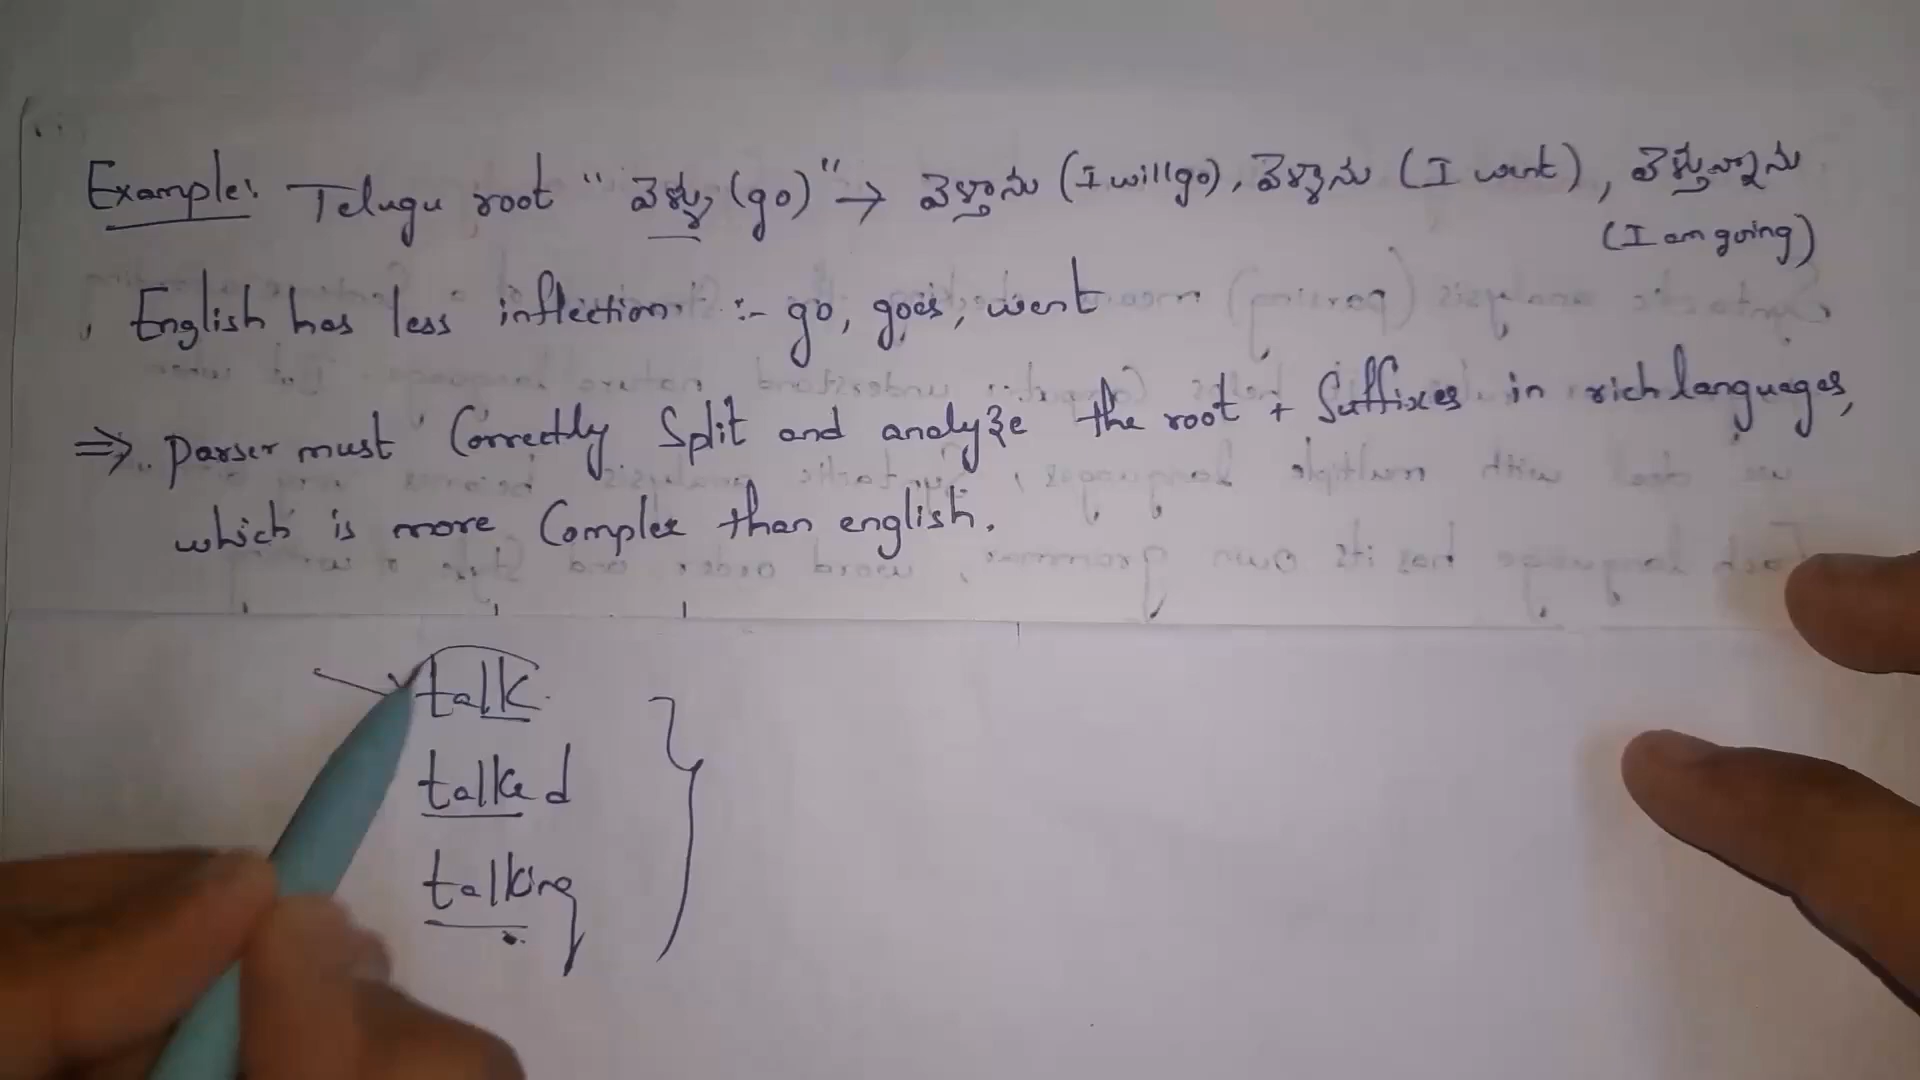 Example: Telugu root "వెళ్ళు (go)" → వెళ్తాను (I will go), వెళ్ళాను (I went), వెళ్తున్నాను
(I am going)
English has less inflection :- go, goes, went
⇒ parser must Correctly Split and analyze the root + Suffixes in rich languages,
which is more Complex than english.
talk
talked
talking